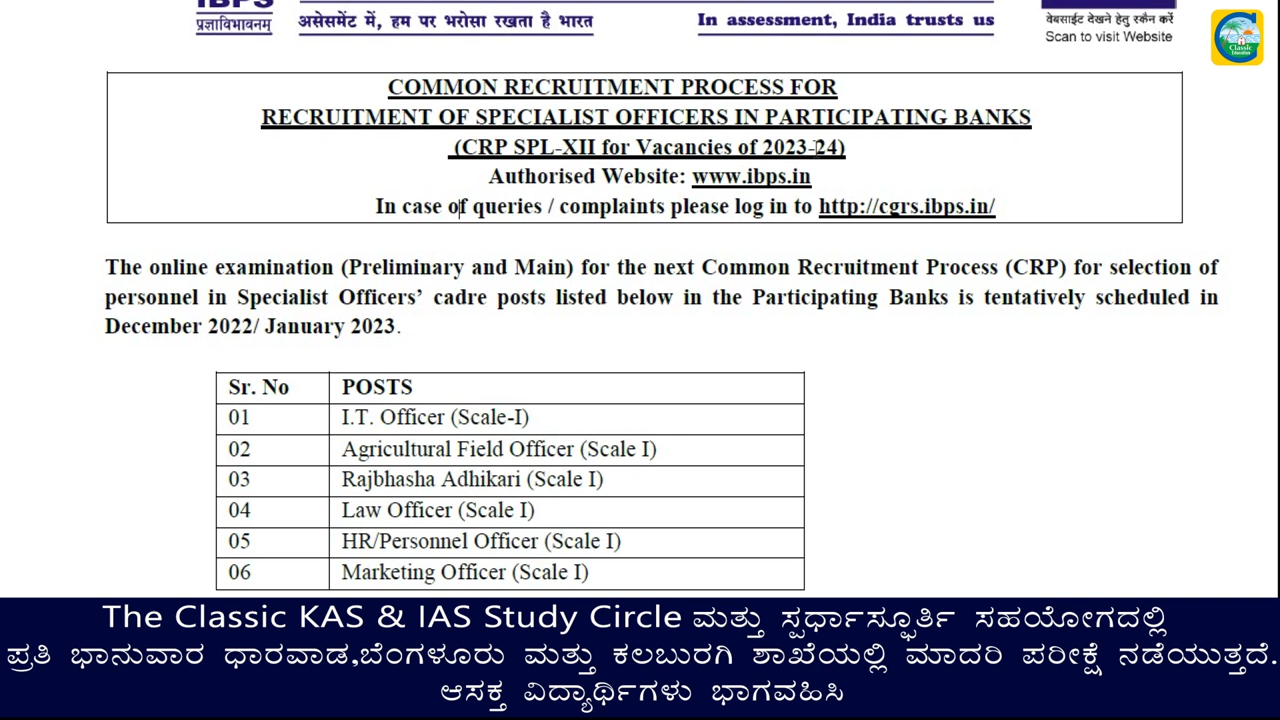 IBPS
प्रज्ञाविभावनम्
असेसमेंट में, हम पर भरोसा रखता है भारत
In assessment, India trusts us
वेबसाईट देखने हेतु स्कैन करें
Scan to visit Website
Classic
Education
COMMON RECRUITMENT PROCESS FOR
RECRUITMENT OF SPECIALIST OFFICERS IN PARTICIPATING BANKS
(CRP SPL-XII for Vacancies of 2023-24)
Authorised Website: www.ibps.in
In case of queries / complaints please log in to http://cgrs.ibps.in/
The online examination (Preliminary and Main) for the next Common Recruitment Process (CRP) for selection of
personnel in Specialist Officers’ cadre posts listed below in the Participating Banks is tentatively scheduled in
December 2022/ January 2023.
Sr. No POSTS
01 I.T. Officer (Scale-I)
02 Agricultural Field Officer (Scale I)
03 Rajbhasha Adhikari (Scale I)
04 Law Officer (Scale I)
05 HR/Personnel Officer (Scale I)
06 Marketing Officer (Scale I)
The Classic KAS & IAS Study Circle ಮತ್ತು ಸ್ಪರ್ಧಾಸ್ಫೂರ್ತಿ ಸಹಯೋಗದಲ್ಲಿ
ಪ್ರತಿ ಭಾನುವಾರ ಧಾರವಾಡ,ಬೆಂಗಳೂರು ಮತ್ತು ಕಲಬುರಗಿ ಶಾಖೆಯಲ್ಲಿ ಮಾದರಿ ಪರೀಕ್ಷೆ ನಡೆಯುತ್ತದೆ.
ಆಸಕ್ತ ವಿದ್ಯಾರ್ಥಿಗಳು ಭಾಗವಹಿಸಿ